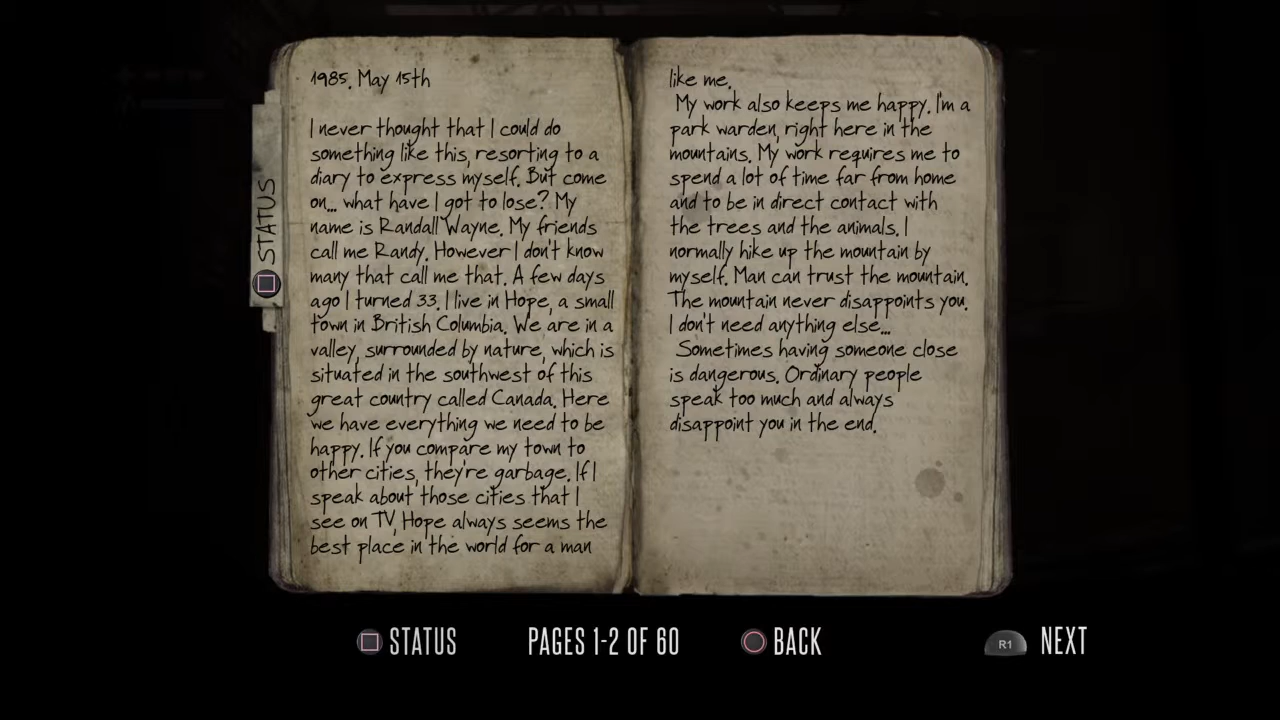 1985. May 15th
I never thought that I could do
something like this, resorting to a
diary to express myself. But come
on... what have I got to lose? My
name is Randall Wayne. My friends
call me Randy. However I don't know
many that call me that. A few days
ago I turned 33. I live in Hope, a small
town in British Columbia. We are in a
valley, surrounded by nature, which is
situated in the southwest of this
great country called Canada. Here
we have everything we need to be
happy. If you compare my town to
other cities, they're garbage. If I
speak about those cities that I
see on TV, Hope always seems the
best place in the world for a man
like me.
My work also keeps me happy. I'm a
park warden, right here in the
mountains. My work requires me to
spend a lot of time far from home
and to be in direct contact with
the trees and the animals. I
normally hike up the mountain by
myself. Man can trust the mountain.
The mountain never disappoints you.
I don't need anything else...
Sometimes having someone close
is dangerous. Ordinary people
speak too much and always
disappoint you in the end.
STATUS
STATUS
PAGES 1-2 OF 60
BACK
R1
NEXT